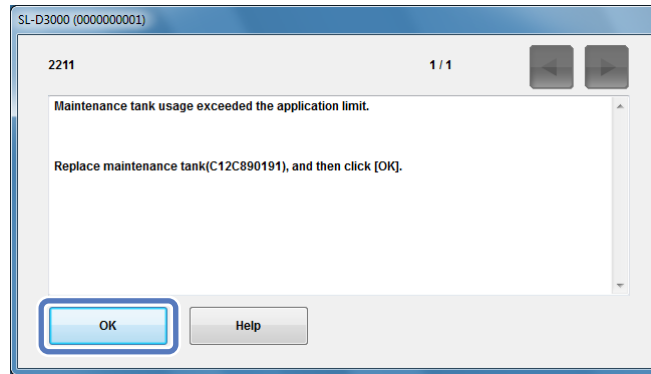 SL-D3000 (0000000001)
2211 1 / 1
Maintenance tank usage exceeded the application limit.
Replace maintenance tank(C12C890191), and then click [OK].
OK Help